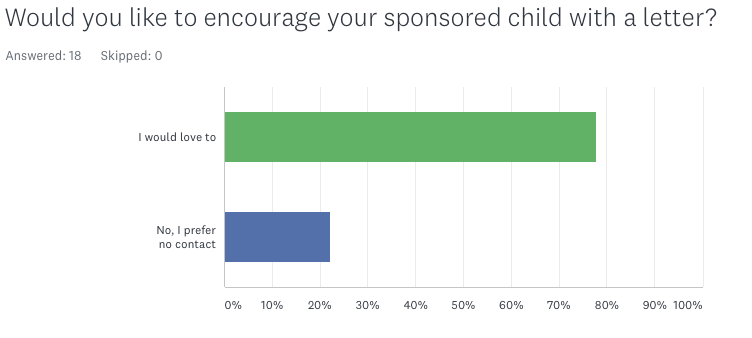 Would you like to encourage your sponsored child with a letter?
Answered: 18 Skipped: 0
I would love to
No, I prefer
no contact
0% 10% 20% 30% 40% 50% 60% 70% 80% 90% 100%